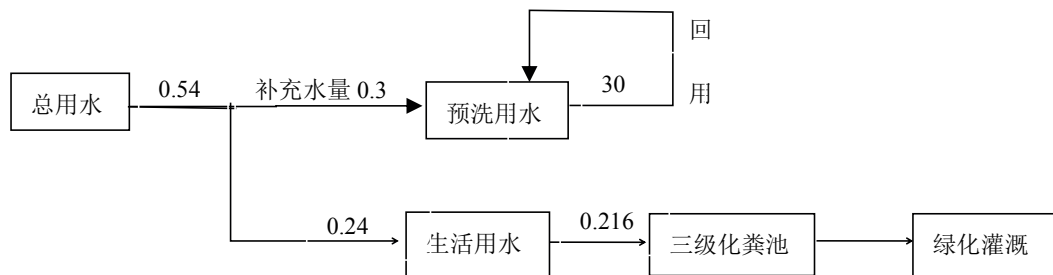 回
0.54
补充水量 0.3
30
用
总用水
预洗用水
0.24
0.216
生活用水
三级化粪池
绿化灌溉